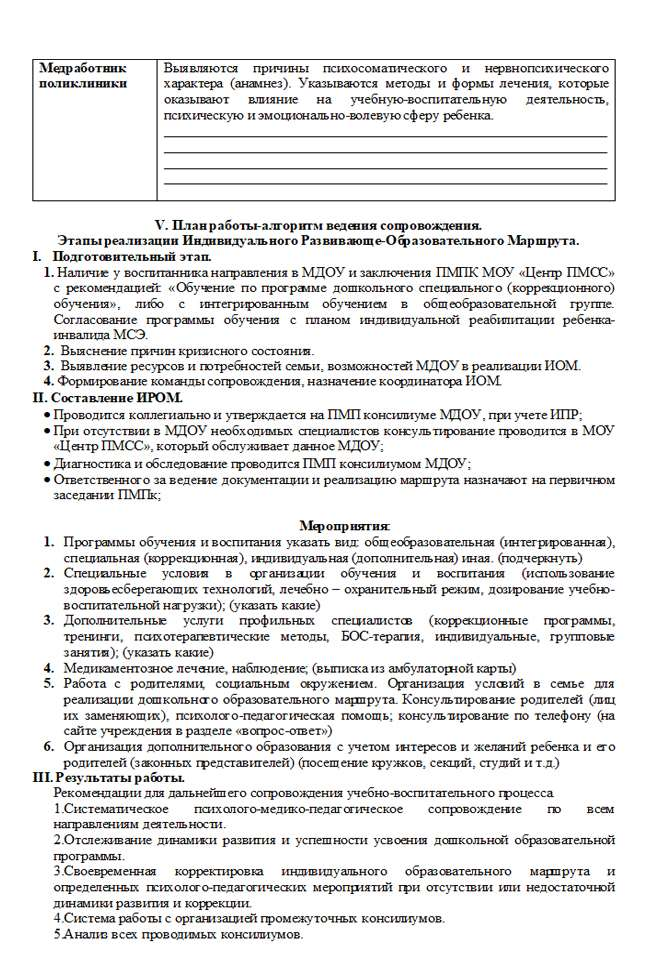 Медработник поликлиники
Выявляются причины психосоматического и нервнопсихического
характера (анамнез). Указываются методы и формы лечения, которые
оказывают влияние на учебную-воспитательную деятельность,
психическую и эмоционально-волевую сферу ребенка.
V. План работы-алгоритм ведения сопровождения.
Этапы реализации Индивидуального Развивающе-Образовательного Маршрута.
I. Подготовительный этап.
1. Наличие у воспитанника направления в МДОУ и заключения ПМПК МОУ «Центр ПМСС»
с рекомендацией: «Обучение по программе дошкольного специального (коррекционного)
обучения», либо с интегрированным обучением в общеобразовательной группе.
Согласование программы обучения с планом индивидуальной реабилитации ребенка-
инвалида МСЭ.
2. Выяснение причин кризисного состояния.
3. Выявление ресурсов и потребностей семьи, возможностей МДОУ в реализации ИОМ.
4. Формирование команды сопровождения, назначение координатора ИОМ.
II. Составление ИРОМ.
• Проводится коллегиально и утверждается на ПМП консилиуме МДОУ, при учете ИПР;
• При отсутствии в МДОУ необходимых специалистов консультирование проводится в МОУ
«Центр ПМСС», который обслуживает данное МДОУ;
• Диагностика и обследование проводится ПМП консилиумом МДОУ;
• Ответственного за ведение документации и реализацию маршрута назначают на первичном
заседании ПМПк;
Мероприятия:
1. Программы обучения и воспитания указать вид: общеобразовательная (интегрированная),
специальная (коррекционная), индивидуальная (дополнительная) иная. (подчеркнуть)
2. Специальные условия в организации обучения и воспитания (использование
здоровьесберегающих технологий, лечебно – охранительный режим, дозирование учебно-
воспитательной нагрузки); (указать какие)
3. Дополнительные услуги профильных специалистов (коррекционные программы,
тренинги, психотерапевтические методы, БОС-терапия, индивидуальные, групповые
занятия); (указать какие)
4. Медикаментозное лечение, наблюдение; (выписка из амбулаторной карты)
5. Работа с родителями, социальным окружением. Организация условий в семье для
реализации дошкольного образовательного маршрута. Консультирование родителей (лиц
их заменяющих), психолого-педагогическая помощь; консультирование по телефону (на
сайте учреждения в разделе «вопрос-ответ»)
6. Организация дополнительного образования с учетом интересов и желаний ребенка и его
родителей (законных представителей) (посещение кружков, секций, студий и т.д.)
III. Результаты работы.
Рекомендации для дальнейшего сопровождения учебно-воспитательного процесса.
1.Систематическое психолого-медико-педагогическое сопровождение по всем
направлениям деятельности.
2.Отслеживание динамики развития и успешности усвоения дошкольной образовательной
программы.
3.Своевременная корректировка индивидуального образовательного маршрута и
определенных психолого-педагогических мероприятий при отсутствии или недостаточной
динамики развития и коррекции.
4.Система работы с организацией промежуточных консилиумов.
5.Анализ всех проводимых консилиумов.